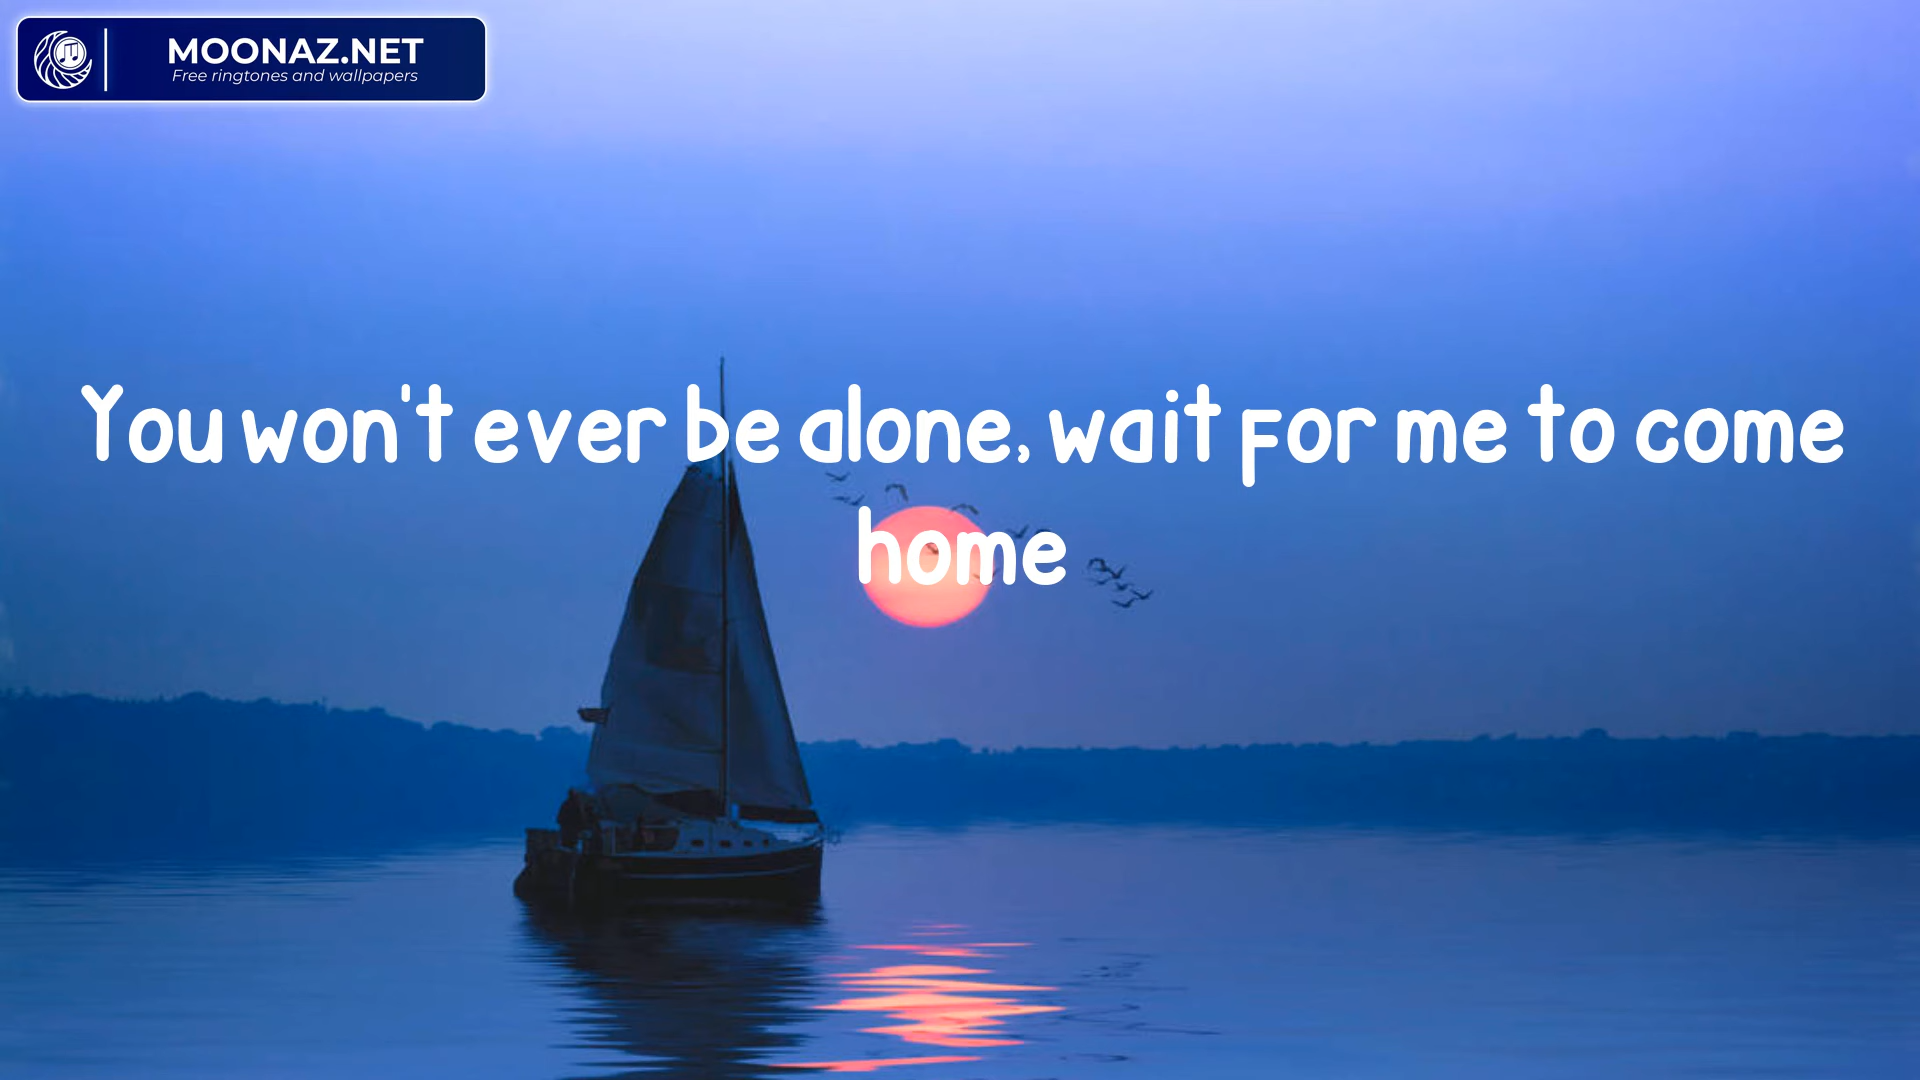 MOONAZ.NET
Free ringtones and wallpapers
You won't ever be alone, wait for me to come
home